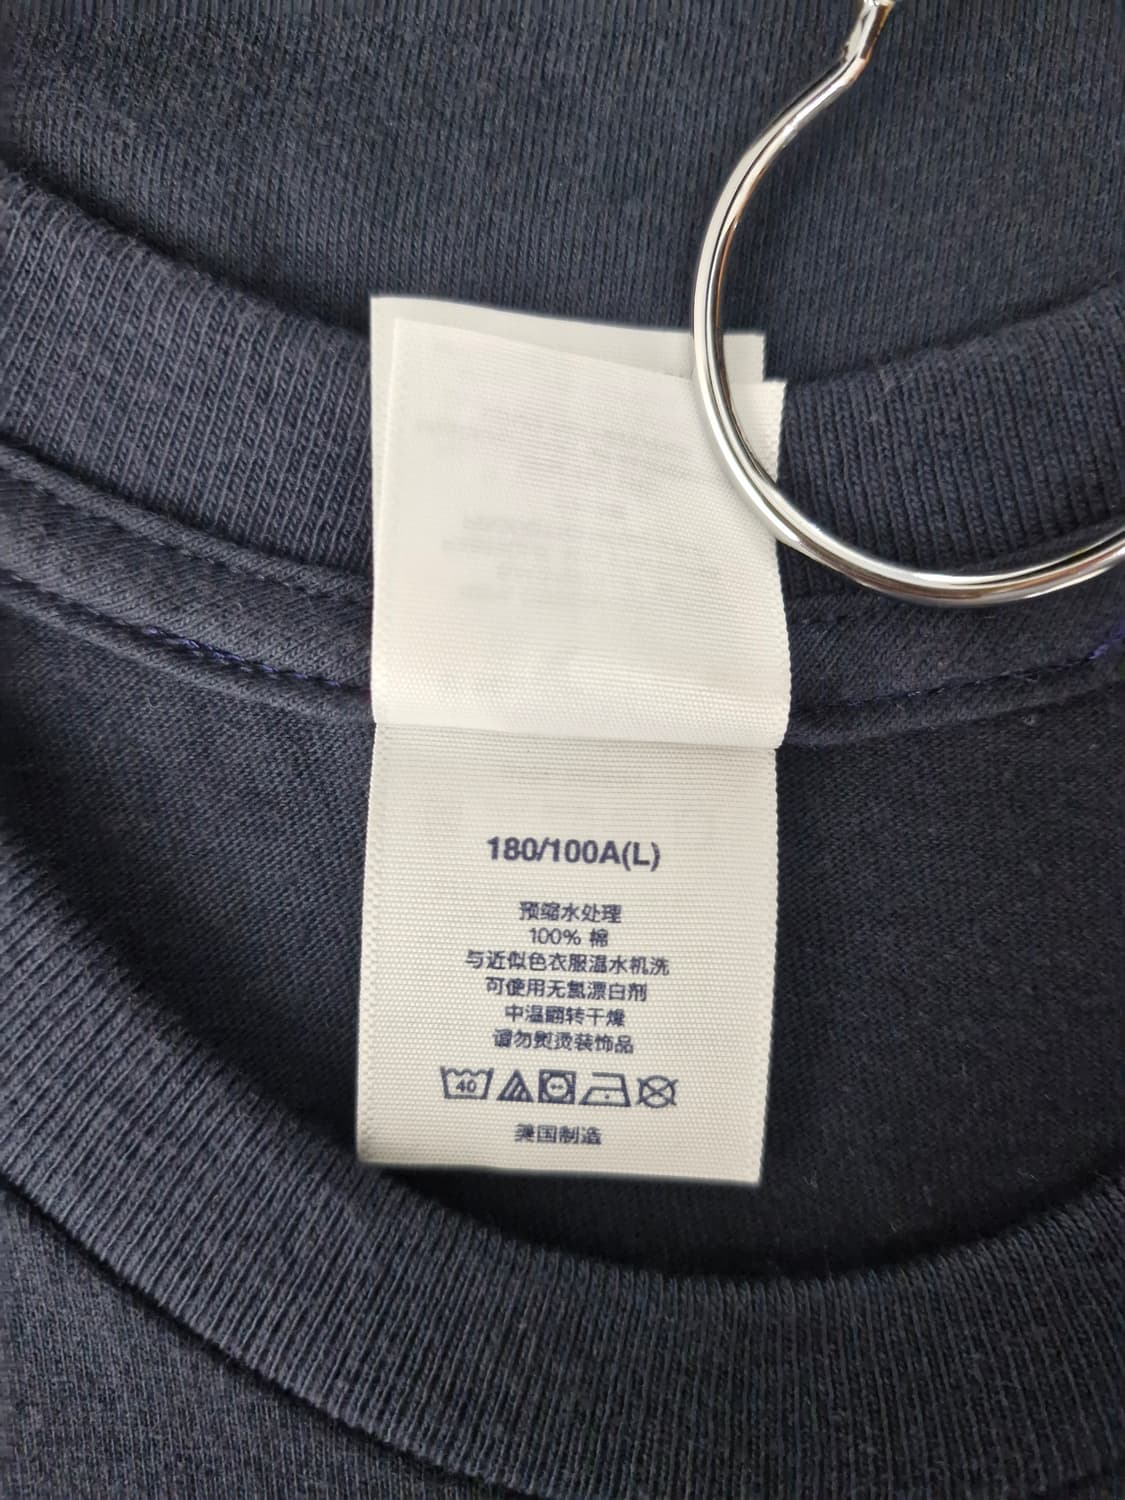 180/100A(L)
预缩水处理
100% 棉
与近似色衣服温水机洗
可使用无氯漂白剂
中温翻转干燥
请勿熨烫装饰品
40
美国制造